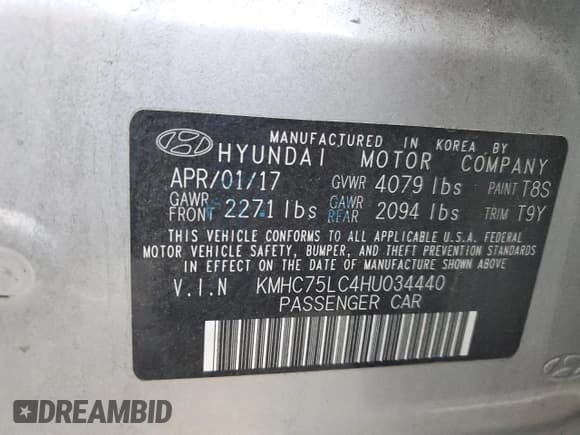 MANUFACTURED IN KOREA BY
HYUNDAI MOTOR COMPANY
APR/01/17 GVWR 4079 lbs PAINT T8S
GAWR FRONT 2271 lbs GAWR REAR 2094 lbs TRIM T9Y
THIS VEHICLE CONFORMS TO ALL APPLICABLE U.S.A. FEDERAL
MOTOR VEHICLE SAFETY, BUMPER, AND THEFT PREVENTION STANDARDS
IN EFFECT ON THE DATE OF MANUFACTURE SHOWN ABOVE.
V.I.N KMHC75LC4HU034440
PASSENGER CAR
DREAMBID